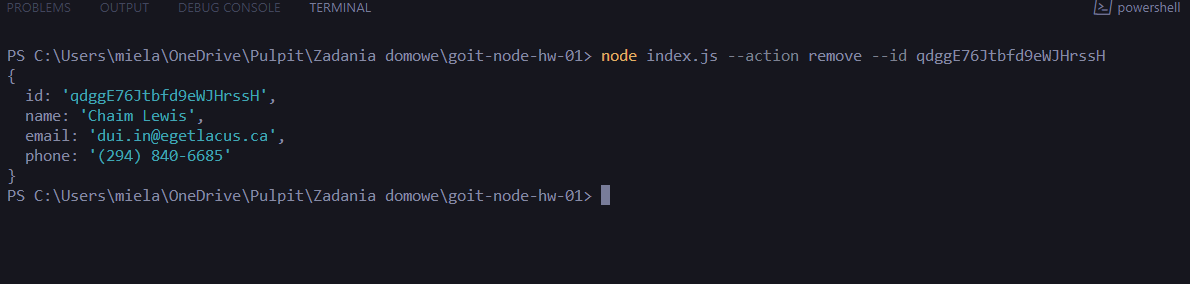 PROBLEMS OUTPUT DEBUG CONSOLE TERMINAL powershell
PS C:\Users\miela\OneDrive\Pulpit\Zadania domowe\goit-node-hw-01> node index.js --action remove --id qdggE76Jtbfd9eWJHrssH
{
  id: 'qdggE76Jtbfd9eWJHrssH',
  name: 'Chaim Lewis',
  email: 'dui.in@egetlacus.ca',
  phone: '(294) 840-6685'
}
PS C:\Users\miela\OneDrive\Pulpit\Zadania domowe\goit-node-hw-01>